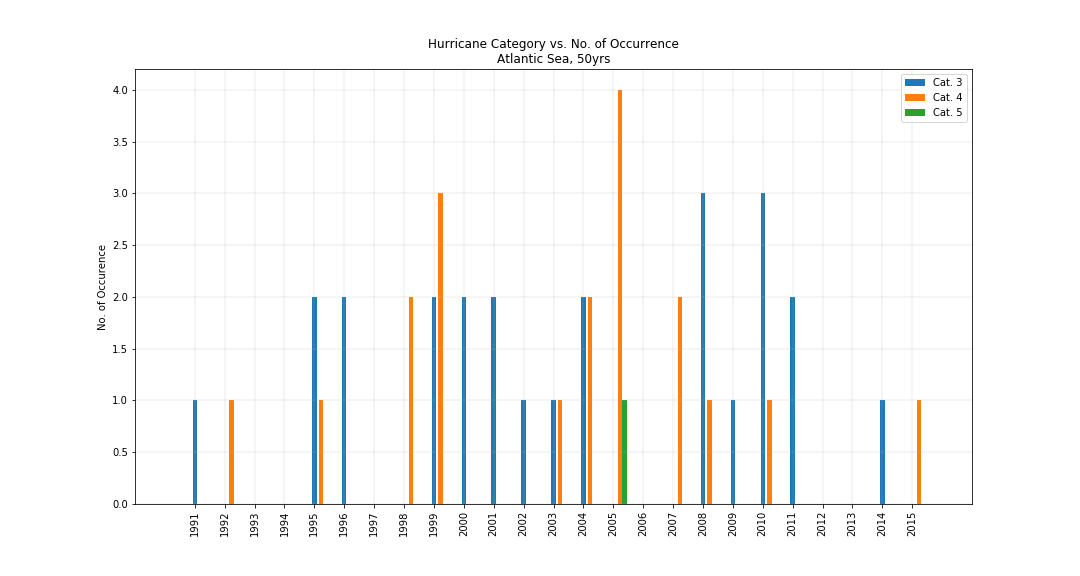 Hurricane Category vs. No. of Occurrence
Atlantic Sea, 50yrs
Cat. 3
Cat. 4
Cat. 5
No. of Occurence
4.0
3.5
3.0
2.5
2.0
1.5
1.0
0.5
0.0
1991 1992 1993 1994 1995 1996 1997 1998 1999 2000 2001 2002 2003 2004 2005 2006 2007 2008 2009 2010 2011 2012 2013 2014 2015